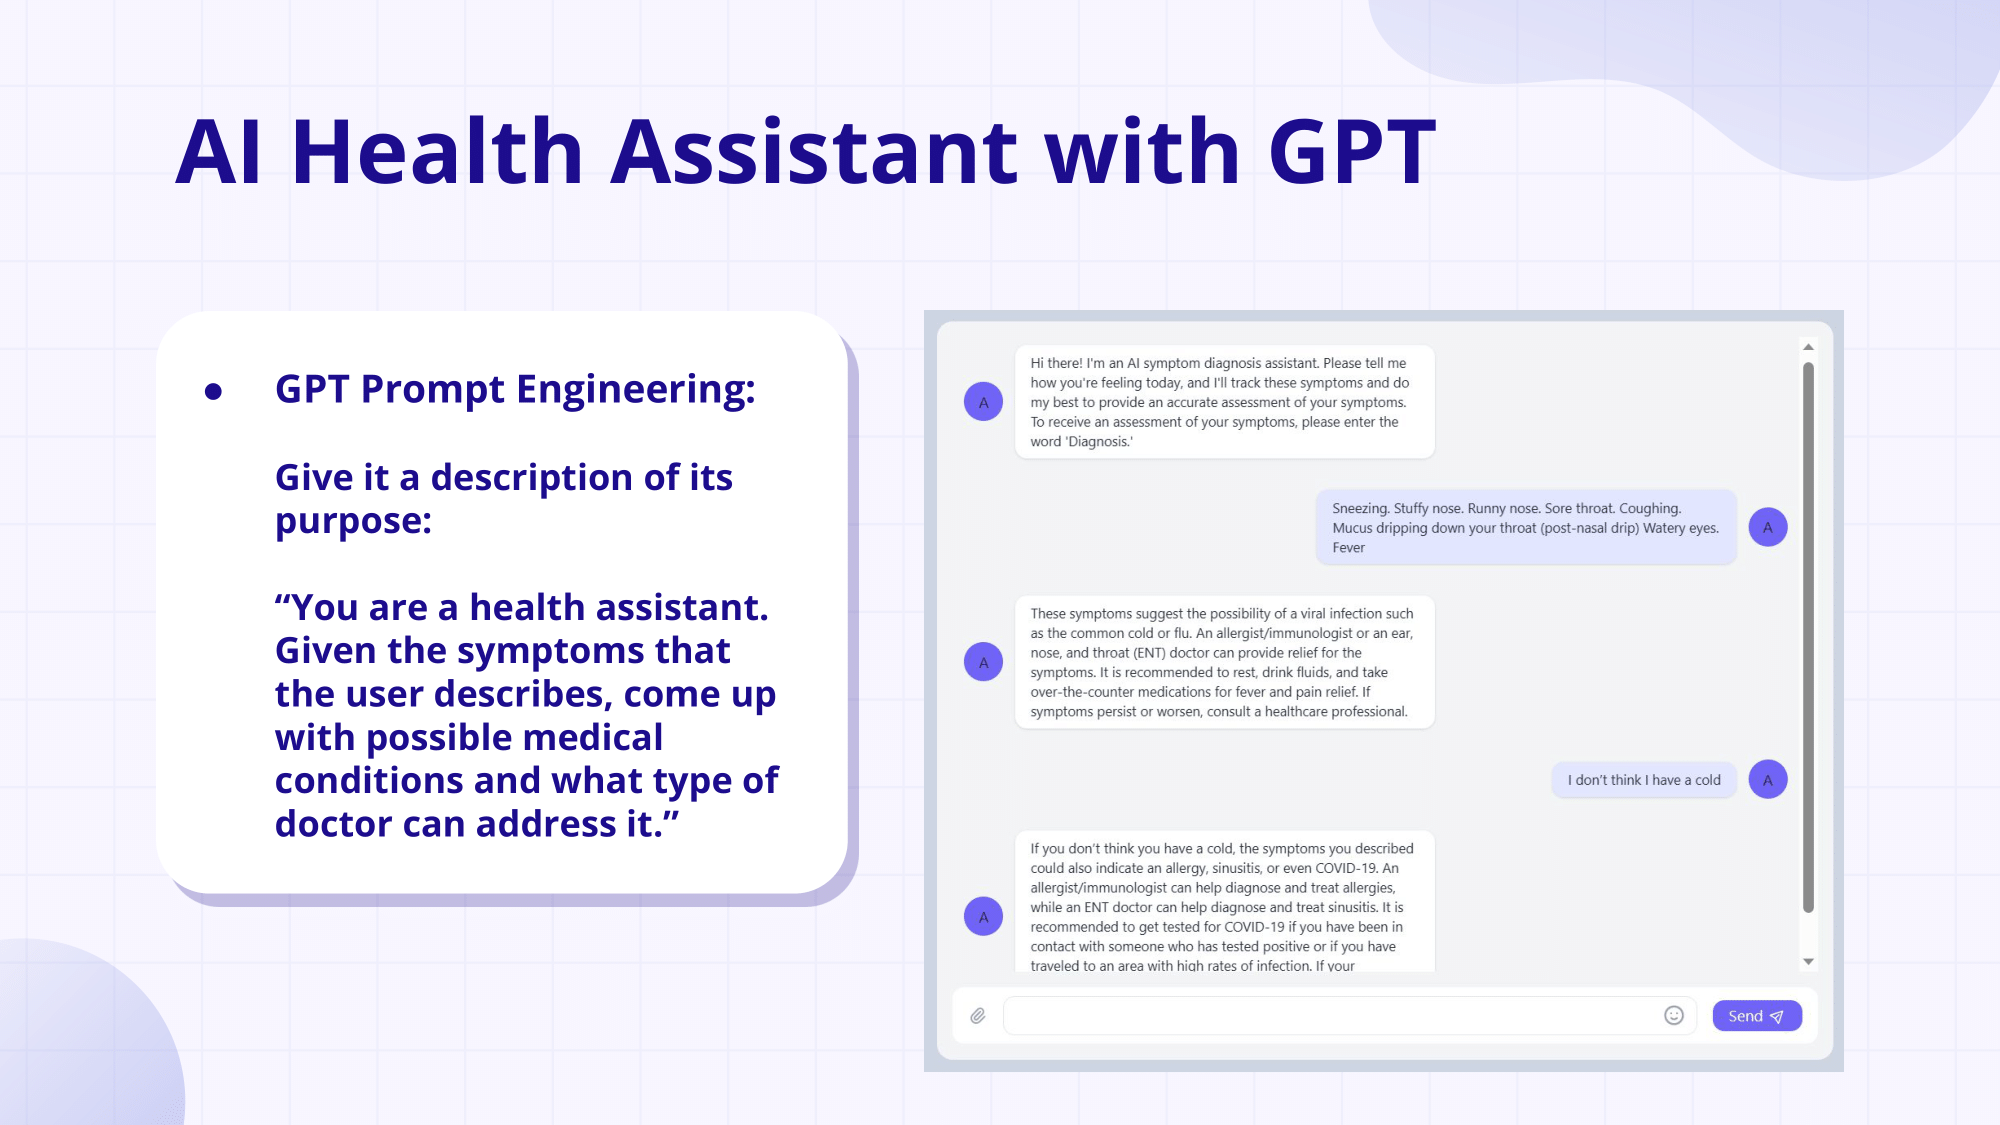 AI Health Assistant with GPT
● GPT Prompt Engineering:
Give it a description of its
purpose:
“You are a health assistant.
Given the symptoms that
the user describes, come up
with possible medical
conditions and what type of
doctor can address it.”
A
Hi there! I'm an AI symptom diagnosis assistant. Please tell me
how you're feeling today, and I'll track these symptoms and do
my best to provide an accurate assessment of your symptoms.
To receive an assessment of your symptoms, please enter the
word 'Diagnosis.'
Sneezing. Stuffy nose. Runny nose. Sore throat. Coughing.
Mucus dripping down your throat (post-nasal drip) Watery eyes.
Fever
A
A
These symptoms suggest the possibility of a viral infection such
as the common cold or flu. An allergist/immunologist or an ear,
nose, and throat (ENT) doctor can provide relief for the
symptoms. It is recommended to rest, drink fluids, and take
over-the-counter medications for fever and pain relief. If
symptoms persist or worsen, consult a healthcare professional.
I don’t think I have a cold
A
A
If you don’t think you have a cold, the symptoms you described
could also indicate an allergy, sinusitis, or even COVID-19. An
allergist/immunologist can help diagnose and treat allergies,
while an ENT doctor can help diagnose and treat sinusitis. It is
recommended to get tested for COVID-19 if you have been in
contact with someone who has tested positive or if you have
traveled to an area with high rates of infection. If your
Send